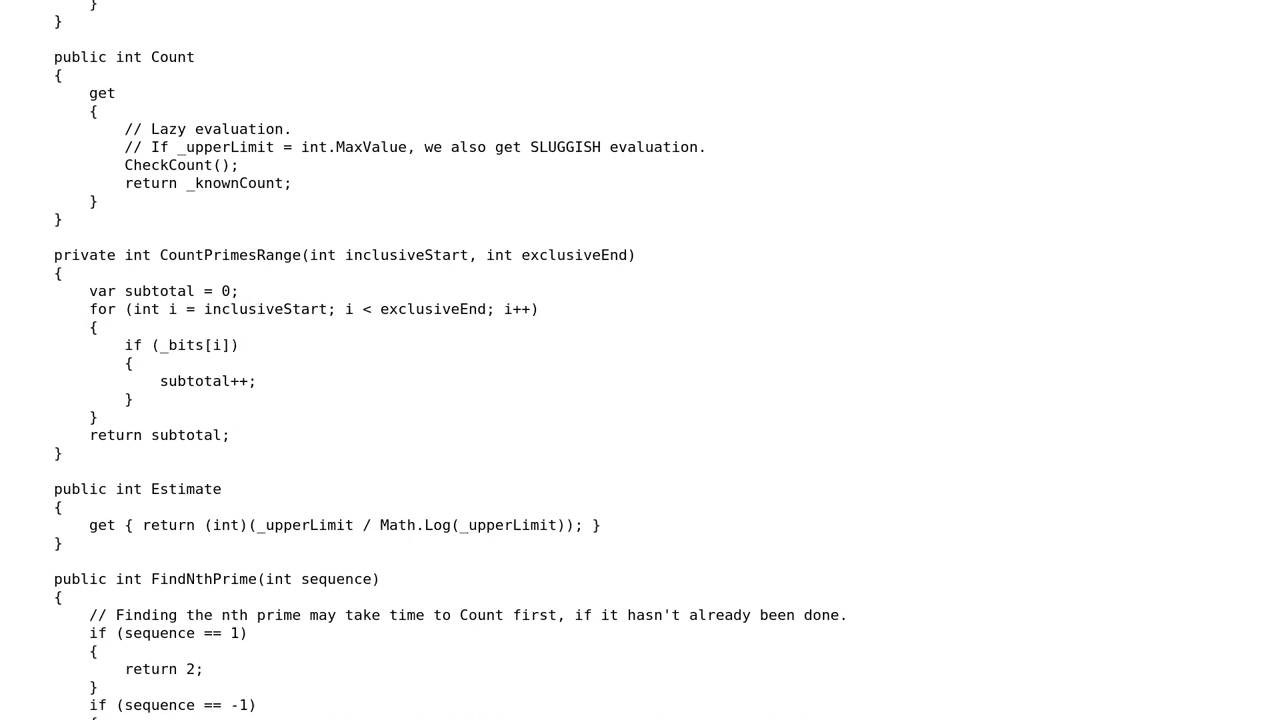 }
    }

    public int Count
    {
        get
        {
            // Lazy evaluation.
            // If _upperLimit = int.MaxValue, we also get SLUGGISH evaluation.
            CheckCount();
            return _knownCount;
        }
    }

    private int CountPrimesRange(int inclusiveStart, int exclusiveEnd)
    {
        var subtotal = 0;
        for (int i = inclusiveStart; i < exclusiveEnd; i++)
        {
            if (_bits[i])
            {
                subtotal++;
            }
        }
        return subtotal;
    }

    public int Estimate
    {
        get { return (int)(_upperLimit / Math.Log(_upperLimit)); }
    }

    public int FindNthPrime(int sequence)
    {
        // Finding the nth prime may take time to Count first, if it hasn't already been done.
        if (sequence == 1)
        {
            return 2;
        }
        if (sequence == -1)
        {